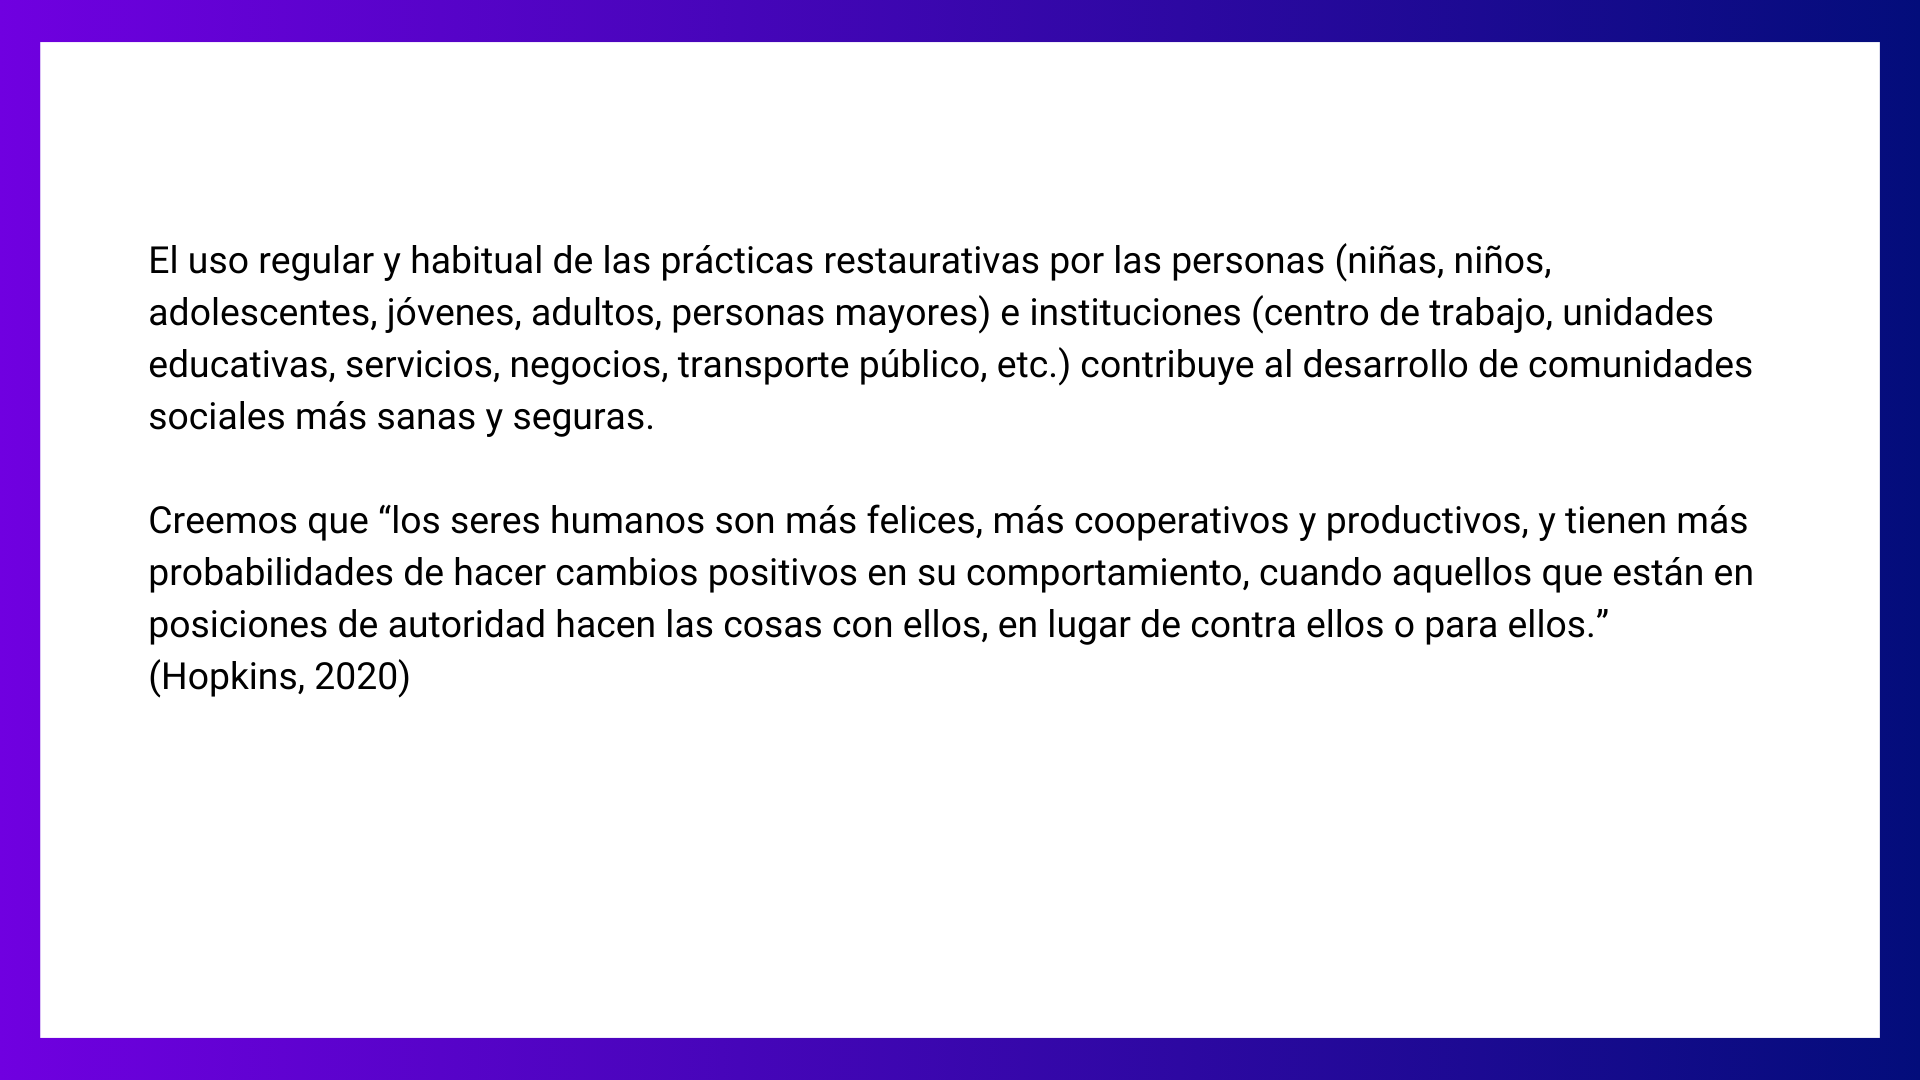 El uso regular y habitual de las prácticas restaurativas por las personas (niñas, niños,
adolescentes, jóvenes, adultos, personas mayores) e instituciones (centro de trabajo, unidades
educativas, servicios, negocios, transporte público, etc.) contribuye al desarrollo de comunidades
sociales más sanas y seguras.
Creemos que “los seres humanos son más felices, más cooperativos y productivos, y tienen más
probabilidades de hacer cambios positivos en su comportamiento, cuando aquellos que están en
posiciones de autoridad hacen las cosas con ellos, en lugar de contra ellos o para ellos.”
(Hopkins, 2020)